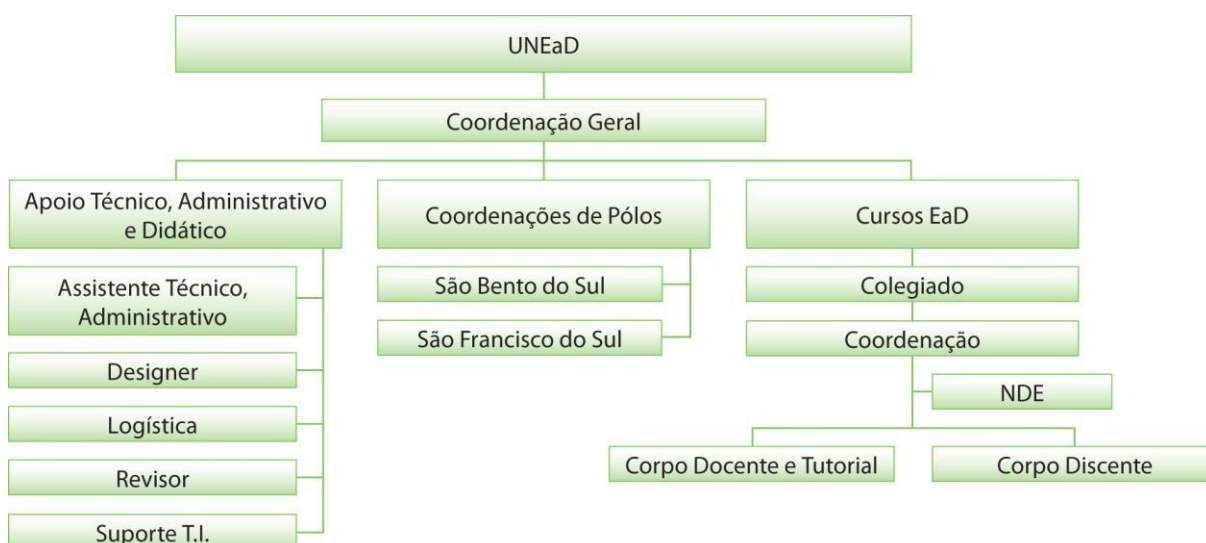 UNEaD
Coordenação Geral
Apoio Técnico, Administrativo
e Didático
Assistente Técnico,
Administrativo
Designer
Logística
Revisor
Suporte T.I.
Coordenações de Pólos
São Bento do Sul
São Francisco do Sul
Cursos EaD
Colegiado
Coordenação
NDE
Corpo Docente e Tutorial
Corpo Discente